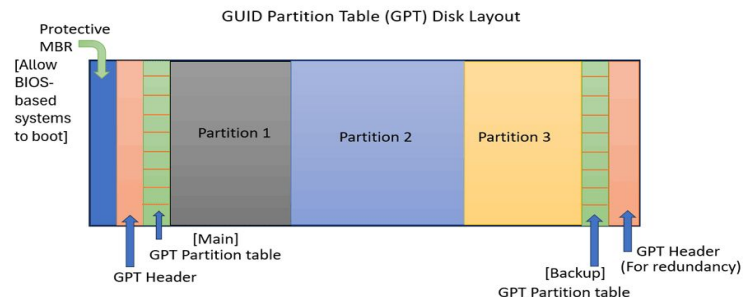 GUID Partition Table (GPT) Disk Layout
Protective
MBR
[Allow
BIOS-
based
systems
to boot]
Partition 1
Partition 2
Partition 3
[Main]
GPT Partition table
GPT Header
[Backup]
GPT Partition table
GPT Header
(For redundancy)